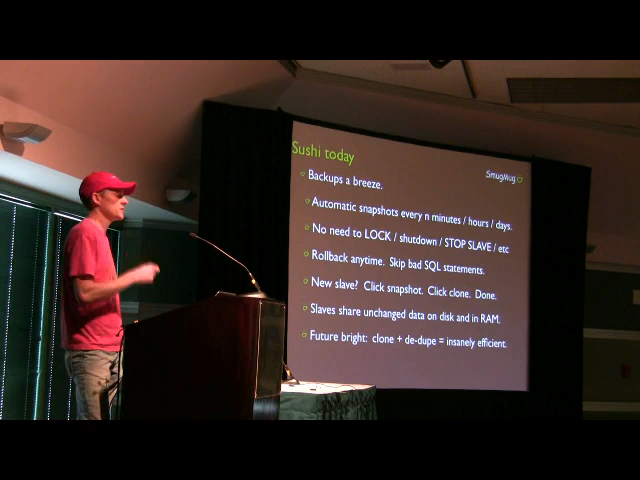 Sushi today
SmugMug
Backups a breeze.
Automatic snapshots every n minutes / hours / days.
No need to LOCK / shutdown / STOP SLAVE / etc
Rollback anytime. Skip bad SQL statements.
New slave? Click snapshot. Click clone. Done.
Slaves share unchanged data on disk and in RAM.
Future bright: clone + de-dupe = insanely efficient.